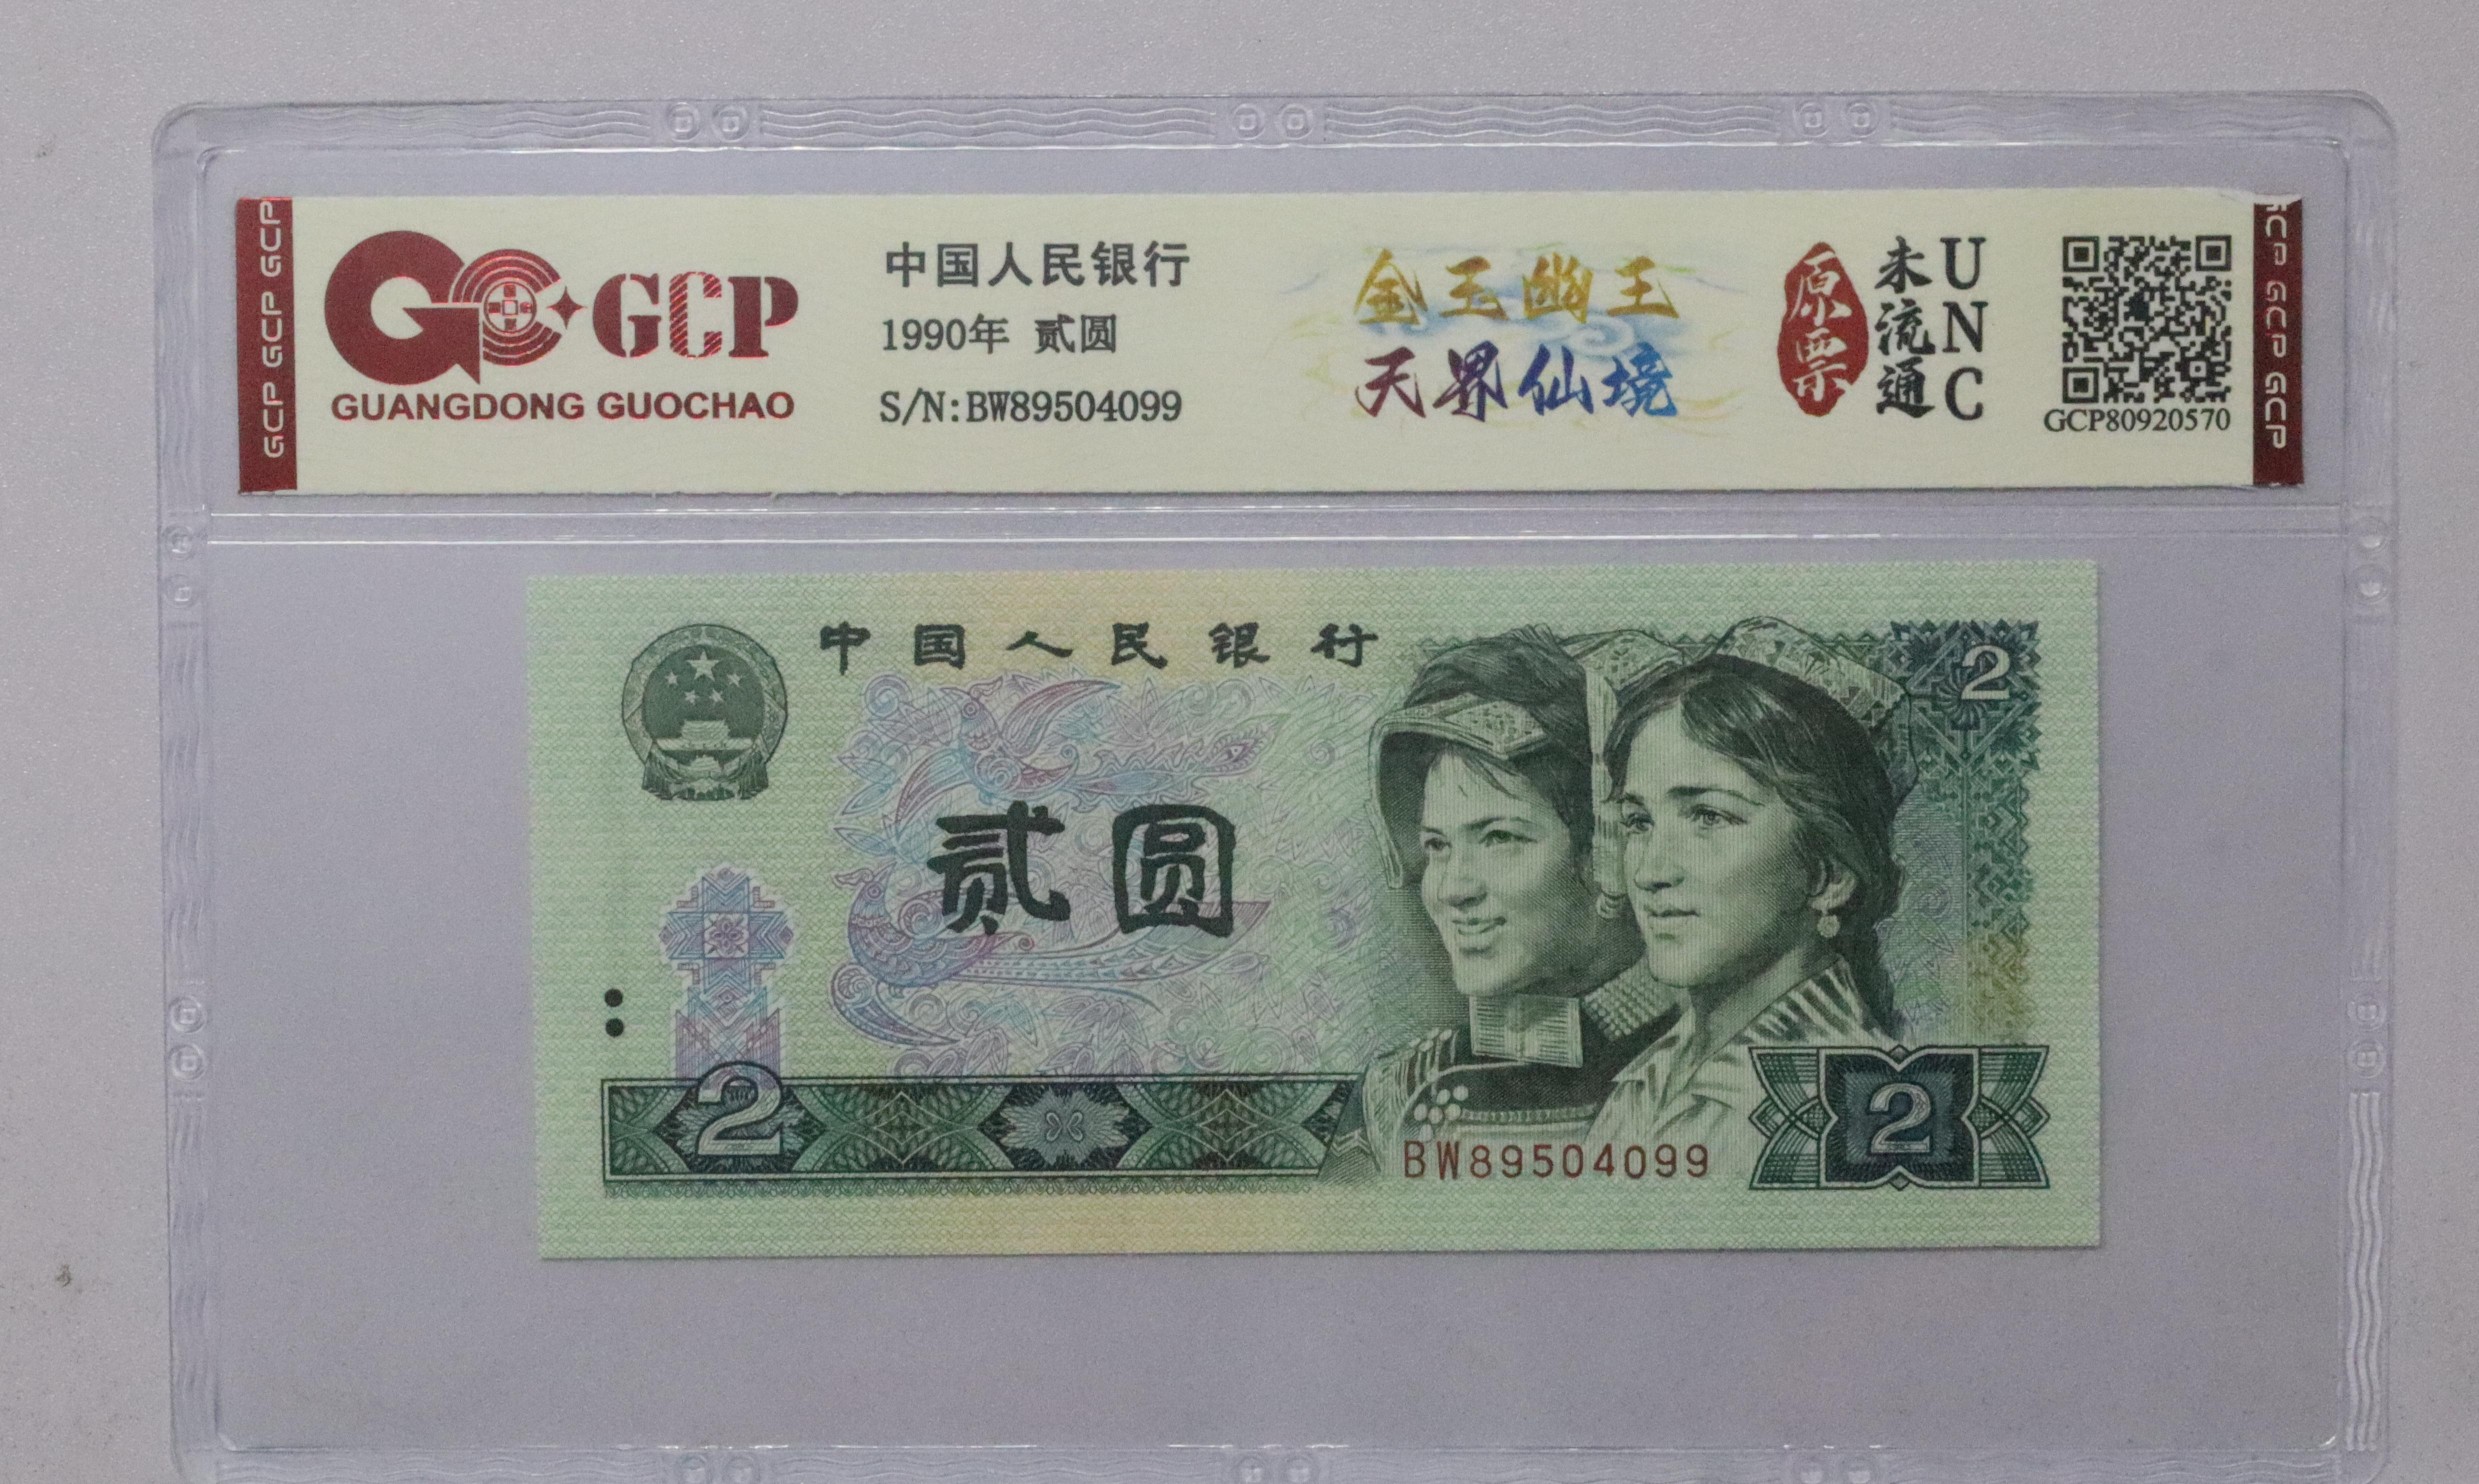 GCP GCP GCP
GCP
GUANGDONG GUOCHAO
中国人民银行
1990年 贰圆
S/N:BW89504099
金玉幽王
天界仙境
原票
未流通
UNC
GCP80920570
GCP GCP GCP
中国人民银行
2
贰圆
2
BW89504099
2